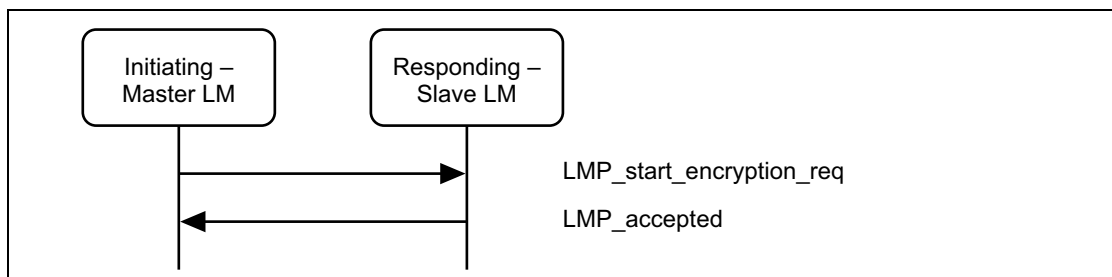 Initiating –
Master LM
Responding –
Slave LM
LMP_start_encryption_req
LMP_accepted